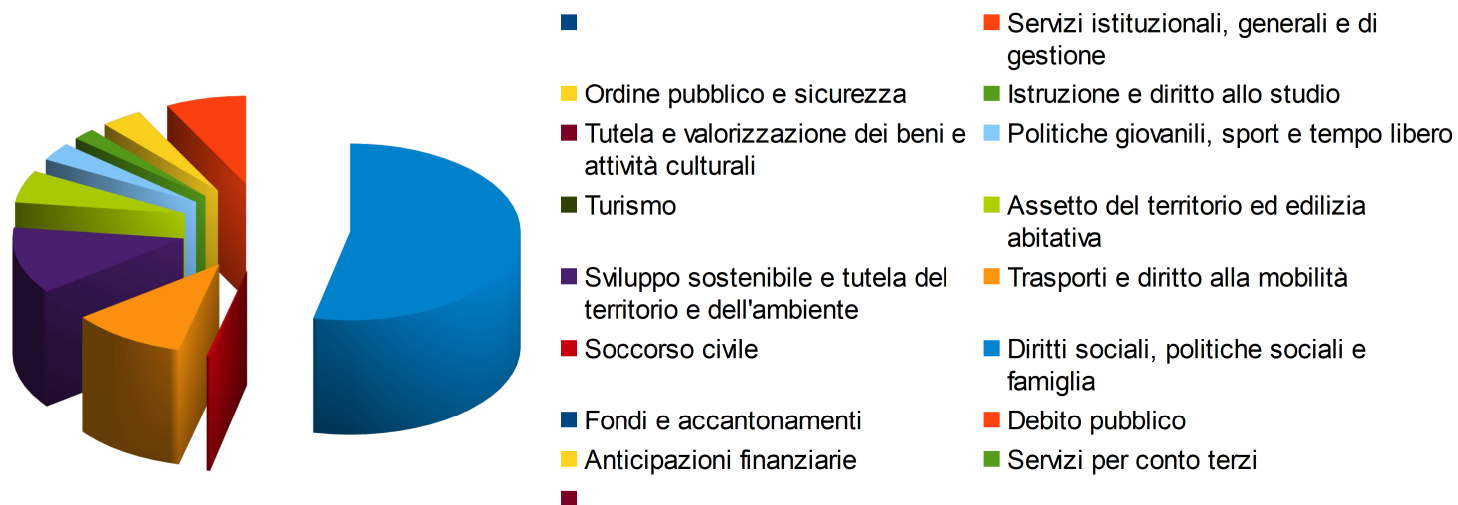 Servizi istituzionali, generali e di
gestione
Ordine pubblico e sicurezza
Istruzione e diritto allo studio
Tutela e valorizzazione dei beni e
attività culturali
Politiche giovanili, sport e tempo libero
Turismo
Assetto del territorio ed edilizia
abitativa
Sviluppo sostenibile e tutela del
territorio e dell'ambiente
Trasporti e diritto alla mobilità
Soccorso civile
Diritti sociali, politiche sociali e
famiglia
Fondi e accantonamenti
Debito pubblico
Anticipazioni finanziarie
Servizi per conto terzi